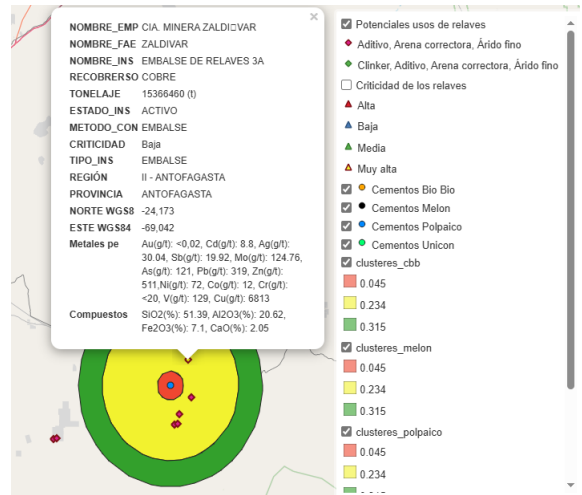 ×
NOMBRE_EMP CIA. MINERA ZALDI□VAR
NOMBRE_FAE ZALDIVAR
NOMBRE_INS EMBALSE DE RELAVES 3A
RECOBRERSO COBRE
TONELAJE 15366460 (t)
ESTADO_INS ACTIVO
METODO_CON EMBALSE
CRITICIDAD Baja
TIPO_INS EMBALSE
REGIÓN II - ANTOFAGASTA
PROVINCIA ANTOFAGASTA
NORTE WGS8 -24,173
ESTE WGS84 -69,042
Metales pe Au(g/t): <0,02, Cd(g/t): 8.8, Ag(g/t):
30.04, Sb(g/t): 19.92, Mo(g/t): 124.76,
As(g/t): 121, Pb(g/t): 319, Zn(g/t):
511,Ni(g/t): 72, Co(g/t): 12, Cr(g/t):
<20, V(g/t): 129, Cu(g/t): 6813
Compuestos SiO2(%): 51.39, Al2O3(%): 20.62,
Fe2O3(%): 7.1, CaO(%): 2.05
Potenciales usos de relaves
Aditivo, Arena correctora, Árido fino
Clinker, Aditivo, Arena correctora, Árido fino
Criticidad de los relaves
Alta
Baja
Media
Muy alta
Cementos Bio Bio
Cementos Melon
Cementos Polpaico
Cementos Unicon
clusteres_cbb
0.045
0.234
0.315
clusteres_melon
0.045
0.234
0.315
clusteres_polpaico
0.045
0.234